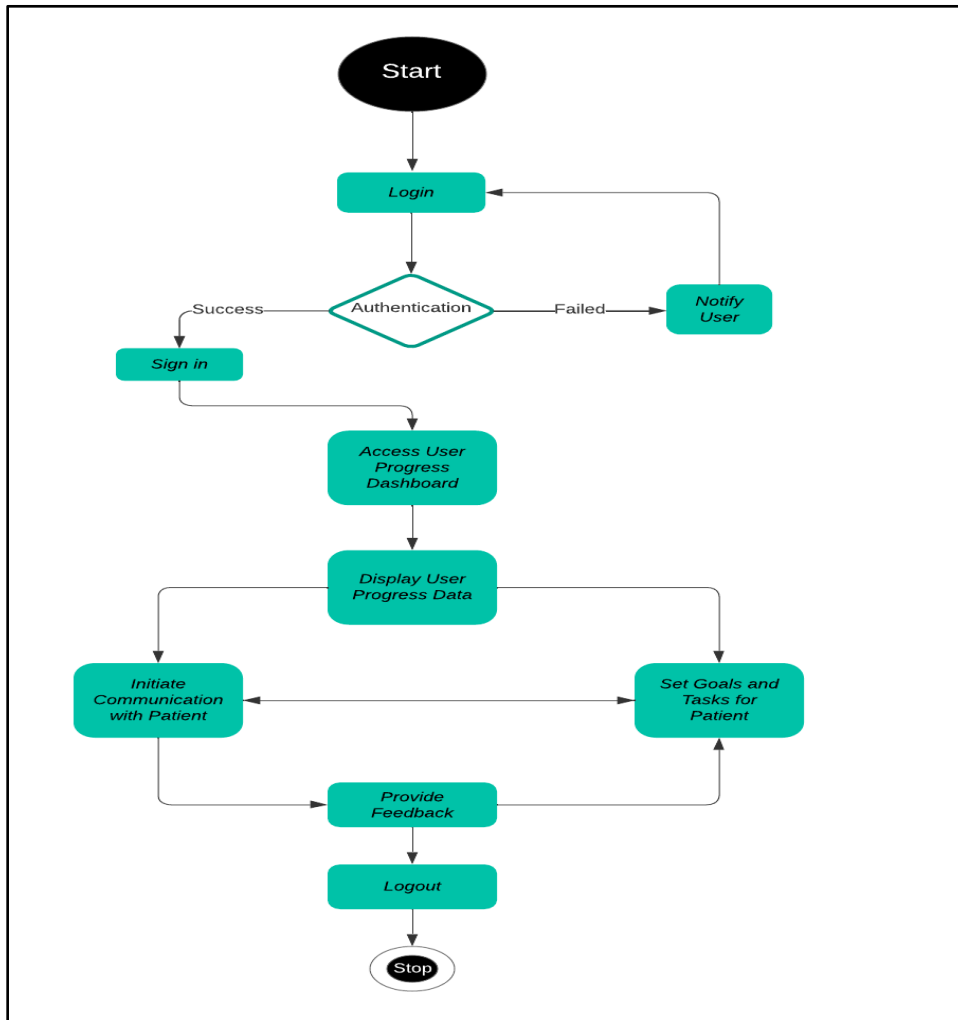 Start
Login
Authentication
Success
Failed
Notify
User
Sign in
Access User
Progress
Dashboard
Display User
Progress Data
Initiate
Communication
with Patient
Set Goals and
Tasks for
Patient
Provide
Feedback
Logout
Stop